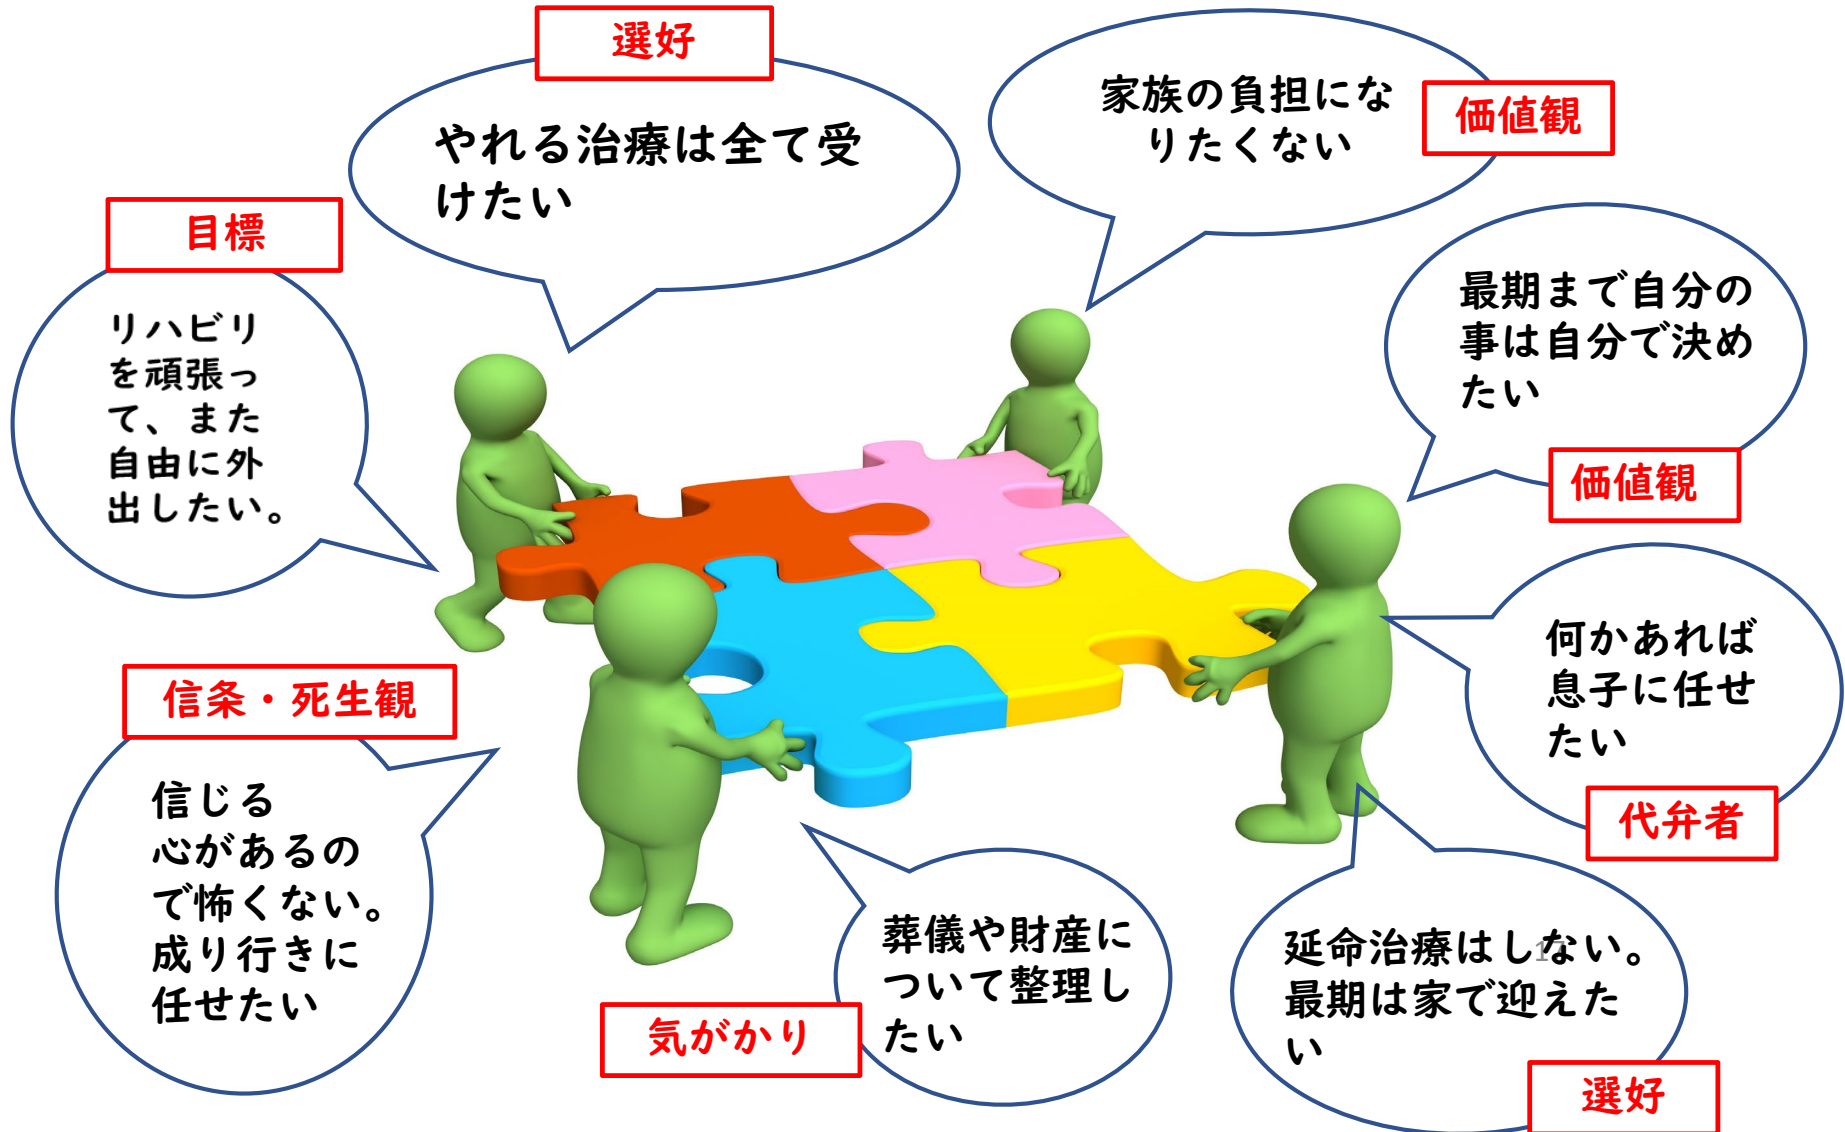 選好
やれる治療は全て受
けたい
家族の負担にな
りたくない
価値観
目標
リハビリ
を頑張っ
て、また
自由に外
出したい。
最期まで自分の
事は自分で決め
たい
価値観
何かあれば
息子に任せ
たい
代弁者
信条・死生観
信じる
心があるの
で怖くない。
成り行きに
任せたい
葬儀や財産に
ついて整理し
たい
気がかり
延命治療はしない。
最期は家で迎えた
い
選好
17